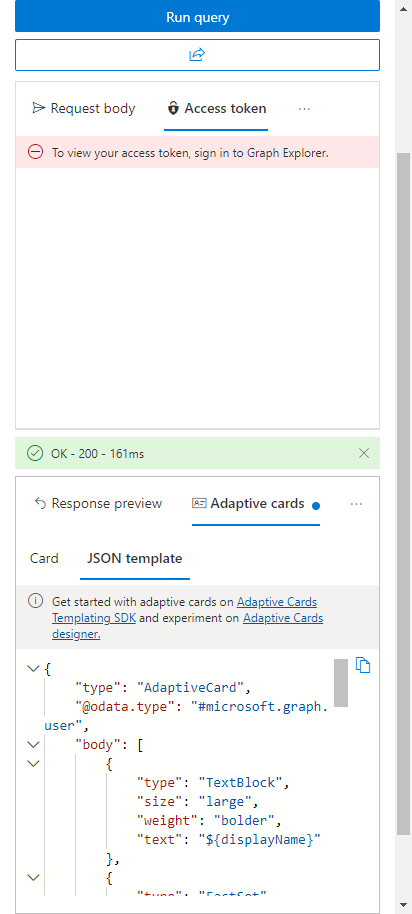 Run query
Request body
Access token
...
To view your access token, sign in to Graph Explorer.
OK - 200 - 161ms
Response preview
Adaptive cards
...
Card
JSON template
Get started with adaptive cards on Adaptive Cards
Templating SDK and experiment on Adaptive Cards
designer.
{
"type": "AdaptiveCard",
"@odata.type": "#microsoft.graph.
user",
"body": [
{
"type": "TextBlock",
"size": "large",
"weight": "bolder",
"text": "${displayName}"
},
{
"type": "FactSet"